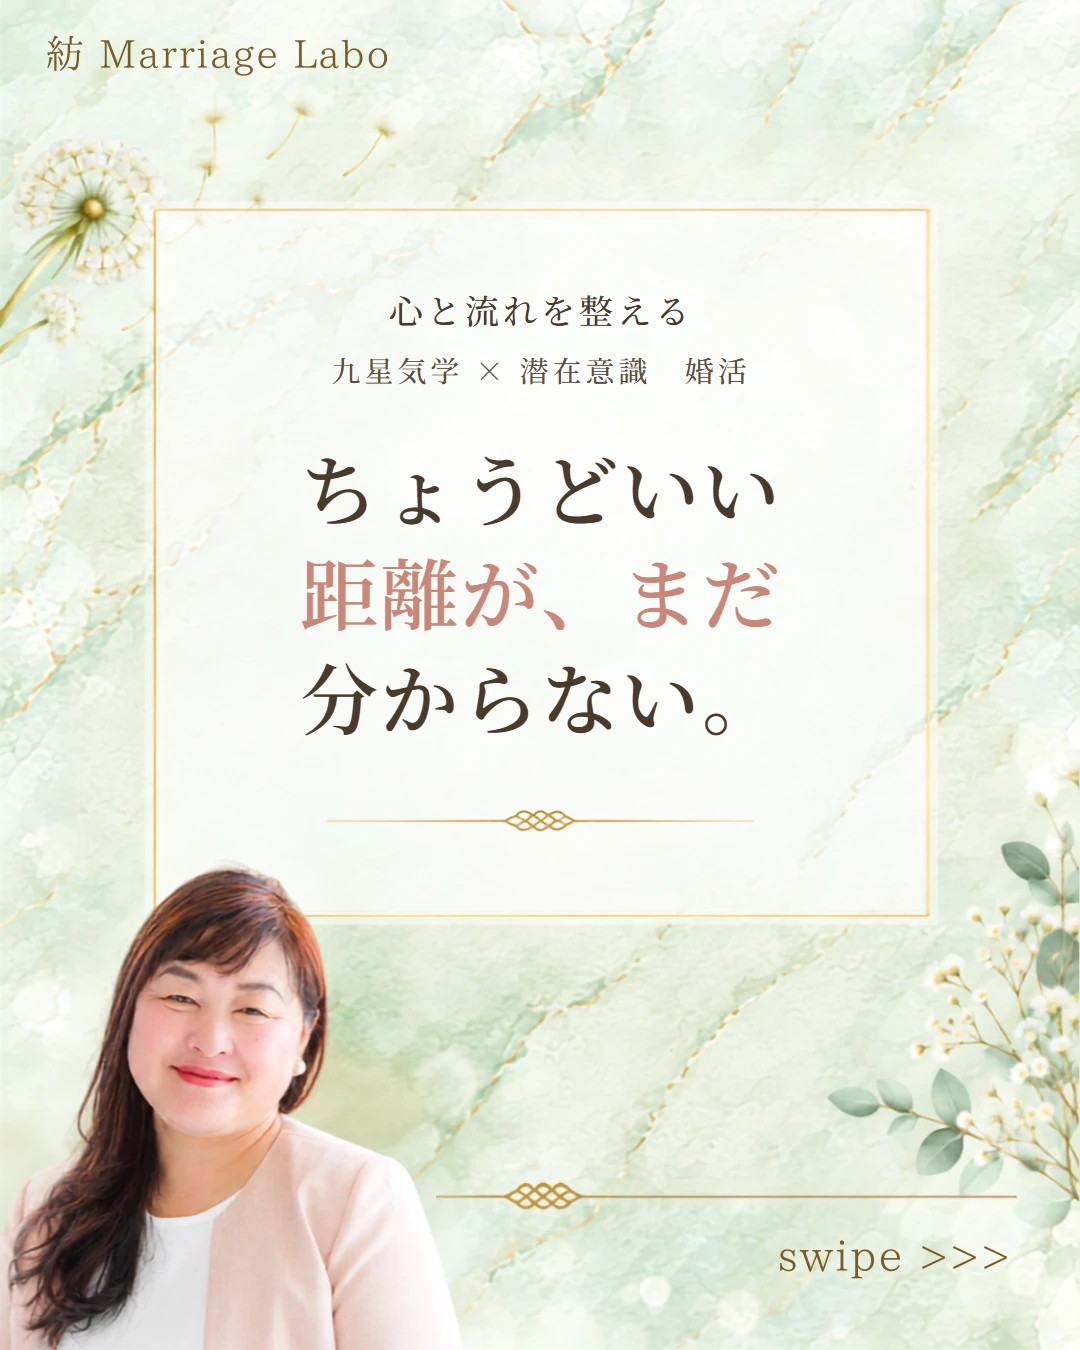 紡 Marriage Labo
心と流れを整える
九星気学 × 潜在意識　婚活
ちょうどいい
距離が、まだ
分からない。
swipe >>>